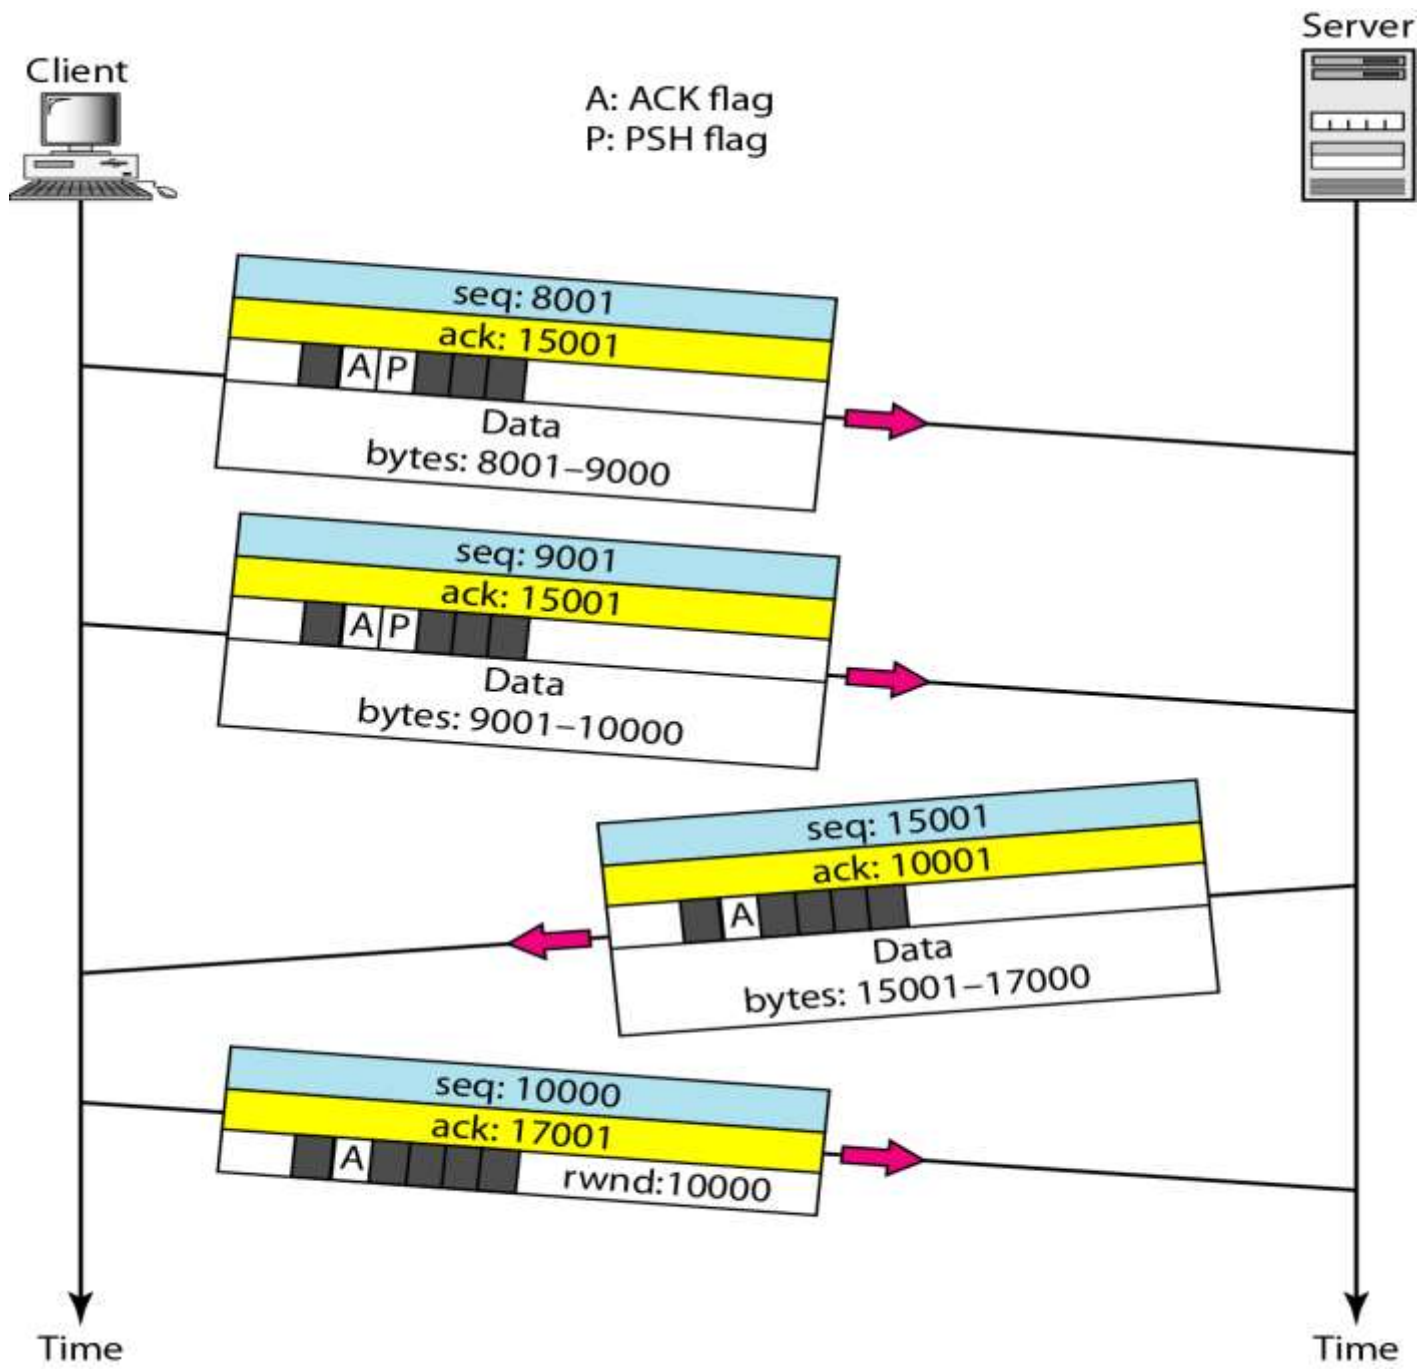 Server
Client
A: ACK flag
P: PSH flag
seq: 8001
ack: 15001
A P
Data
bytes: 8001–9000
seq: 9001
ack: 15001
A P
Data
bytes: 9001–10000
seq: 15001
ack: 10001
A
Data
bytes: 15001–17000
seq: 10000
ack: 17001
A
rwnd:10000
Time
Time